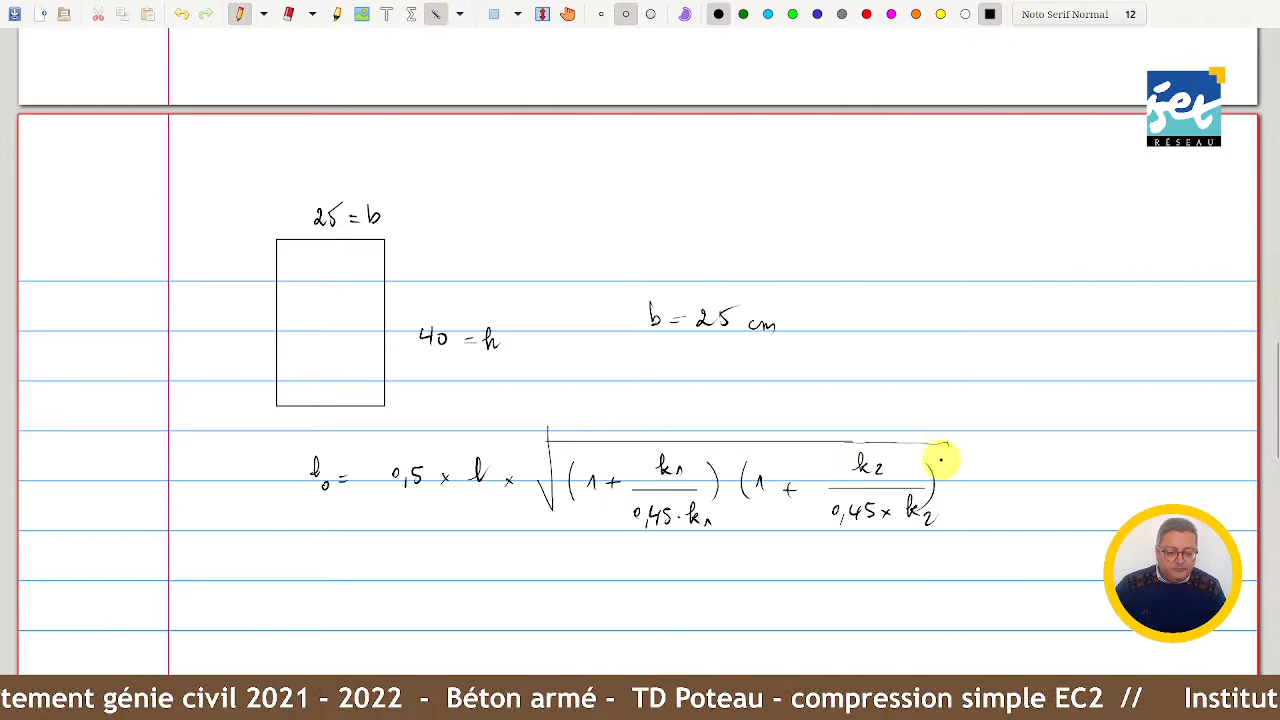 Noto Serif Normal 12
iset
RÉSEAU
25 = b
40 = h
b = 25 cm
l₀ = 0,5 × l × √(1 + k₁ / 0,45 · k₁) (1 + k₂ / 0,45 × k₂)
tement génie civil 2021 - 2022 - Béton armé - TD Poteau - compression simple EC2 // Institut